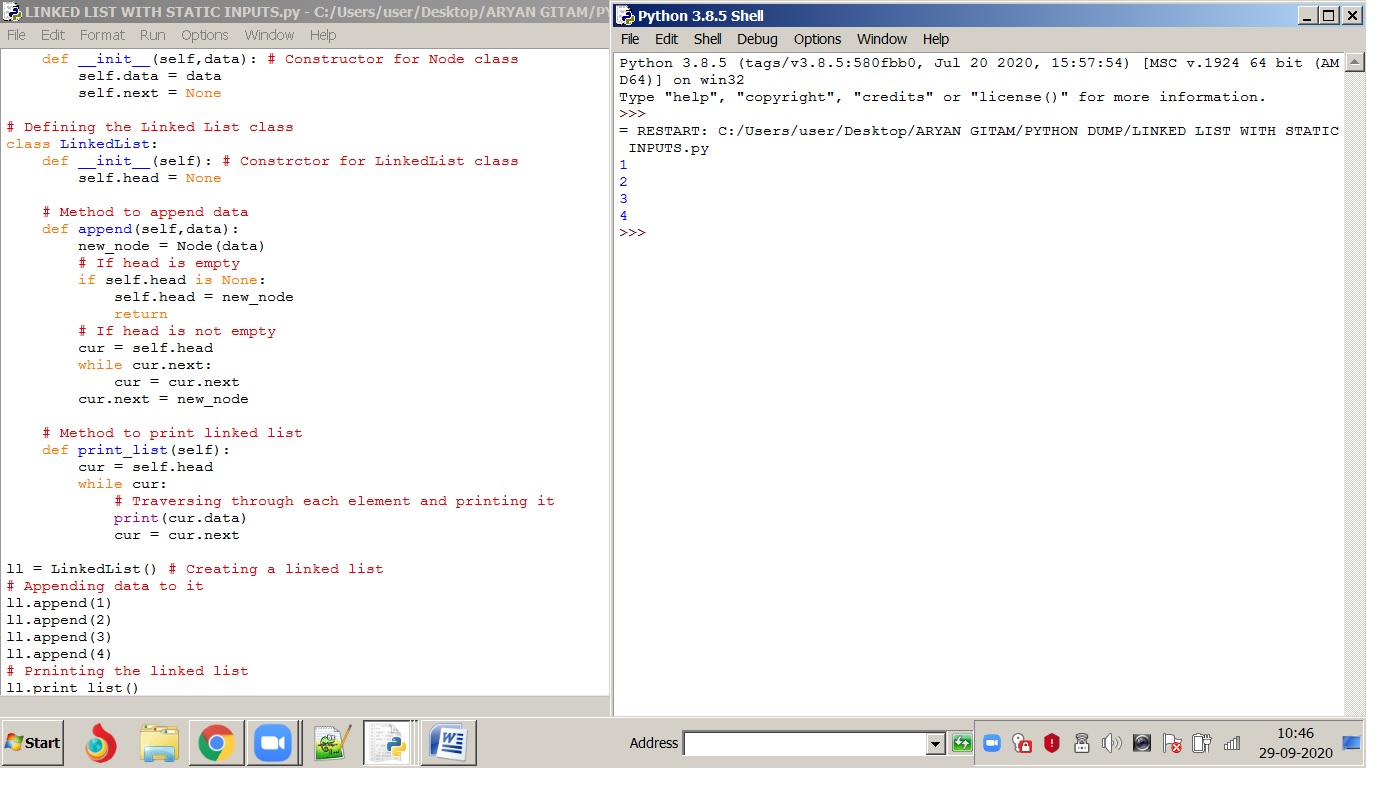 LINKED LIST WITH STATIC INPUTS.py - C:/Users/user/Desktop/ARYAN GITAM/PY
File Edit Format Run Options Window Help
    def __init__(self,data): # Constructor for Node class
        self.data = data
        self.next = None

# Defining the Linked List class
class LinkedList:
    def __init__(self): # Constrctor for LinkedList class
        self.head = None

    # Method to append data
    def append(self,data):
        new_node = Node(data)
        # If head is empty
        if self.head is None:
            self.head = new_node
            return
        # If head is not empty
        cur = self.head
        while cur.next:
            cur = cur.next
        cur.next = new_node

    # Method to print linked list
    def print_list(self):
        cur = self.head
        while cur:
            # Traversing through each element and printing it
            print(cur.data)
            cur = cur.next

ll = LinkedList() # Creating a linked list
# Appending data to it
ll.append(1)
ll.append(2)
ll.append(3)
ll.append(4)
# Prninting the linked list
ll.print_list()
Python 3.8.5 Shell
File Edit Shell Debug Options Window Help
Python 3.8.5 (tags/v3.8.5:580fbb0, Jul 20 2020, 15:57:54) [MSC v.1924 64 bit (AM
D64)] on win32
Type "help", "copyright", "credits" or "license()" for more information.
>>>
= RESTART: C:/Users/user/Desktop/ARYAN GITAM/PYTHON DUMP/LINKED LIST WITH STATIC
 INPUTS.py
1
2
3
4
>>>
Start
Address
10:46
29-09-2020